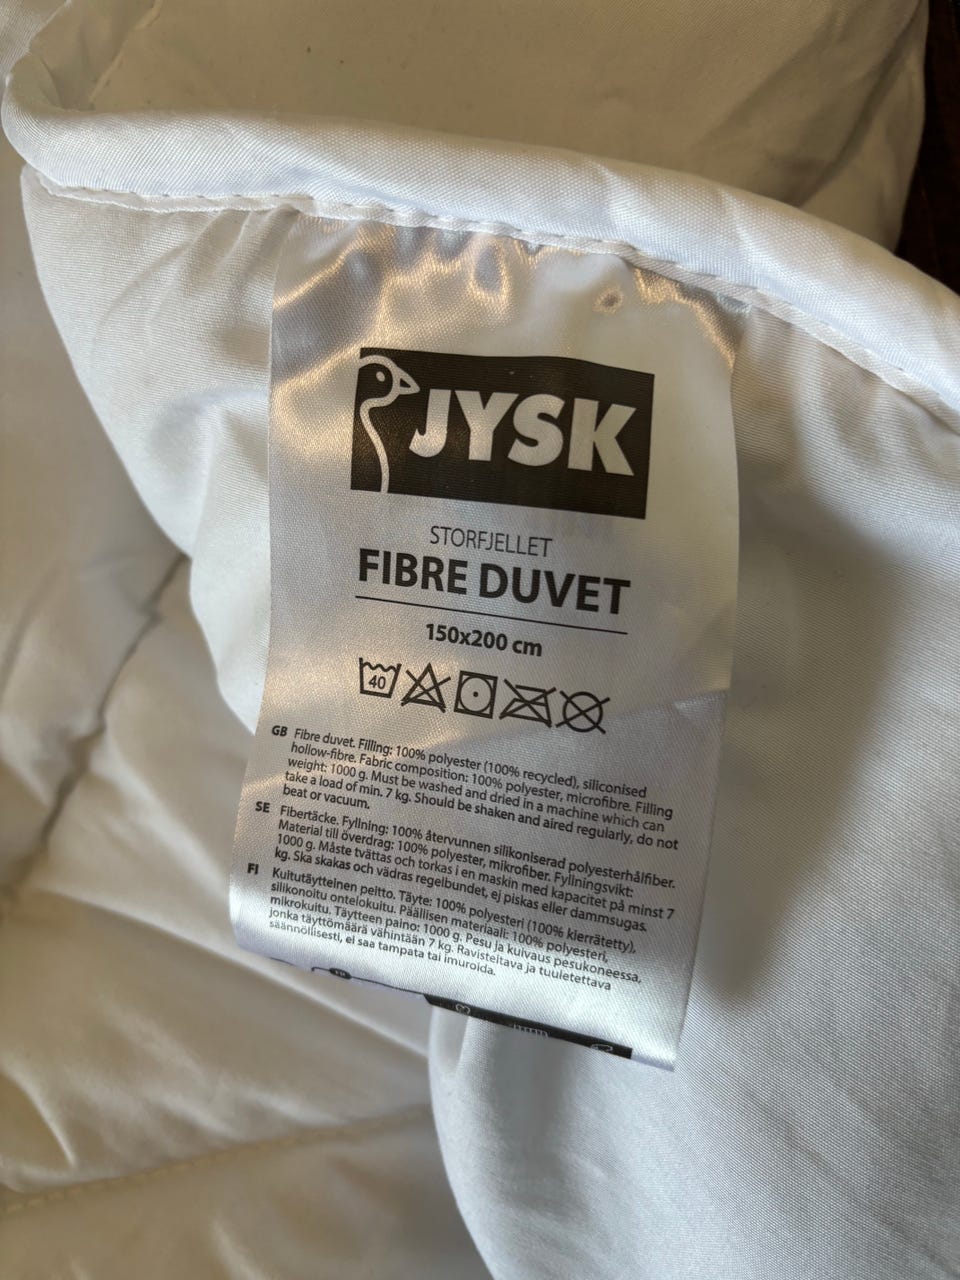 JYSK
STORFJELLET
FIBRE DUVET
150x200 cm
40
GB Fibre duvet. Filling: 100% polyester (100% recycled), siliconised
hollow-fibre. Fabric composition: 100% polyester, microfibre. Filling
weight: 1000 g. Must be washed and dried in a machine which can
take a load of min. 7 kg. Should be shaken and aired regularly, do not
beat or vacuum.
SE Fibertäcke. Fyllning: 100% återvunnen silikoniserad polyesterhålfiber.
Material till överdrag: 100% polyester, mikrofiber. Fyllningsvikt:
1000 g. Måste tvättas och torkas i en maskin med kapacitet på minst 7
kg. Ska skakas och vädras regelbundet, ej piskas eller dammsugas.
FI Kuitutäytteinen peitto. Täyte: 100% polyesteri (100% kierrätetty),
silikonoitu ontelokuitu. Päällisen materiaali: 100% polyesteri,
mikrokuitu. Täytteen paino: 1000 g. Pesu ja kuivaus pesukoneessa,
jonka täyttömäärä vähintään 7 kg. Ravisteltava ja tuuletettava
säännöllisesti, ei saa tampata tai imuroida.